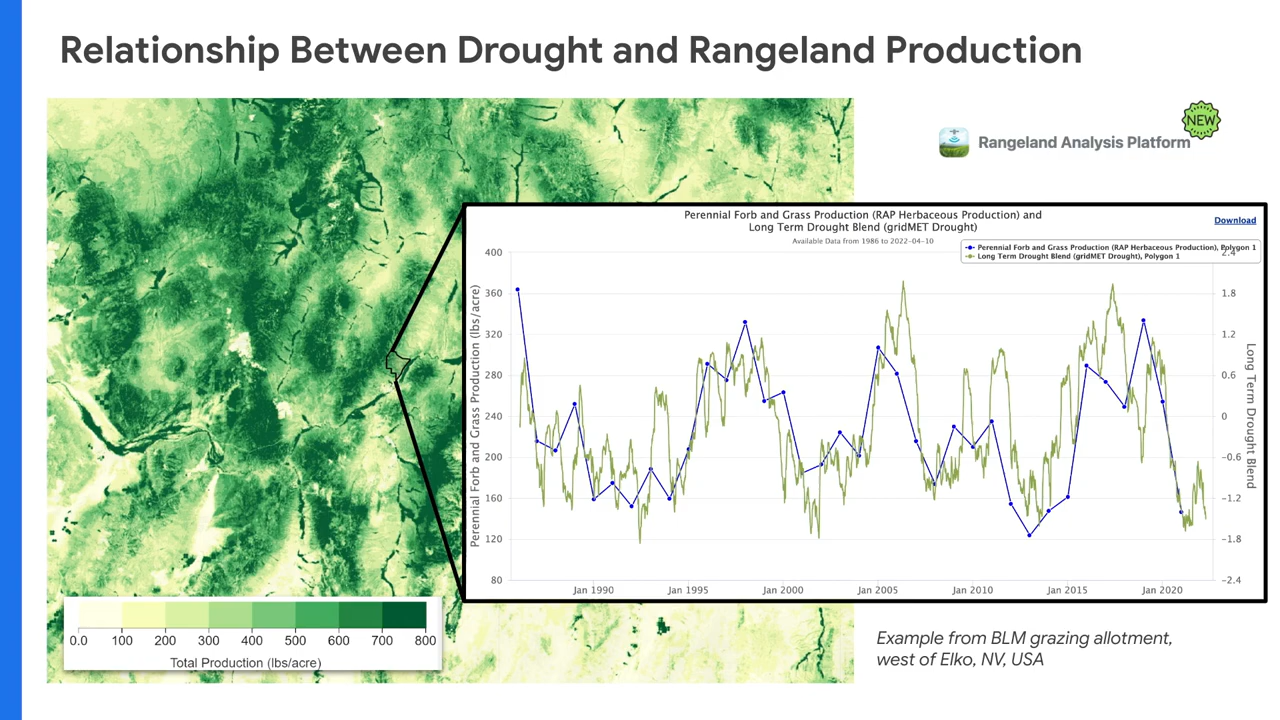 Relationship Between Drought and Rangeland Production
NEW
Rangeland Analysis Platform
Perennial Forb and Grass Production (RAP Herbaceous Production) and
Long Term Drought Blend (gridMET Drought)
Download
Available Data from 1986 to 2022-04-10
Perennial Forb and Grass Production (RAP Herbaceous Production), Polygon 1
Long Term Drought Blend (gridMET Drought), Polygon 1
Perennial Forb and Grass Production (lbs/acre)
400
360
320
280
240
200
160
120
80
2.4
1.8
1.2
0.6
0
−0.6
−1.2
−1.8
−2.4
Long Term Drought Blend
Jan 1990 Jan 1995 Jan 2000 Jan 2005 Jan 2010 Jan 2015 Jan 2020
0.0 100 200 300 400 500 600 700 800
Total Production (lbs/acre)
Example from BLM grazing allotment,
west of Elko, NV, USA